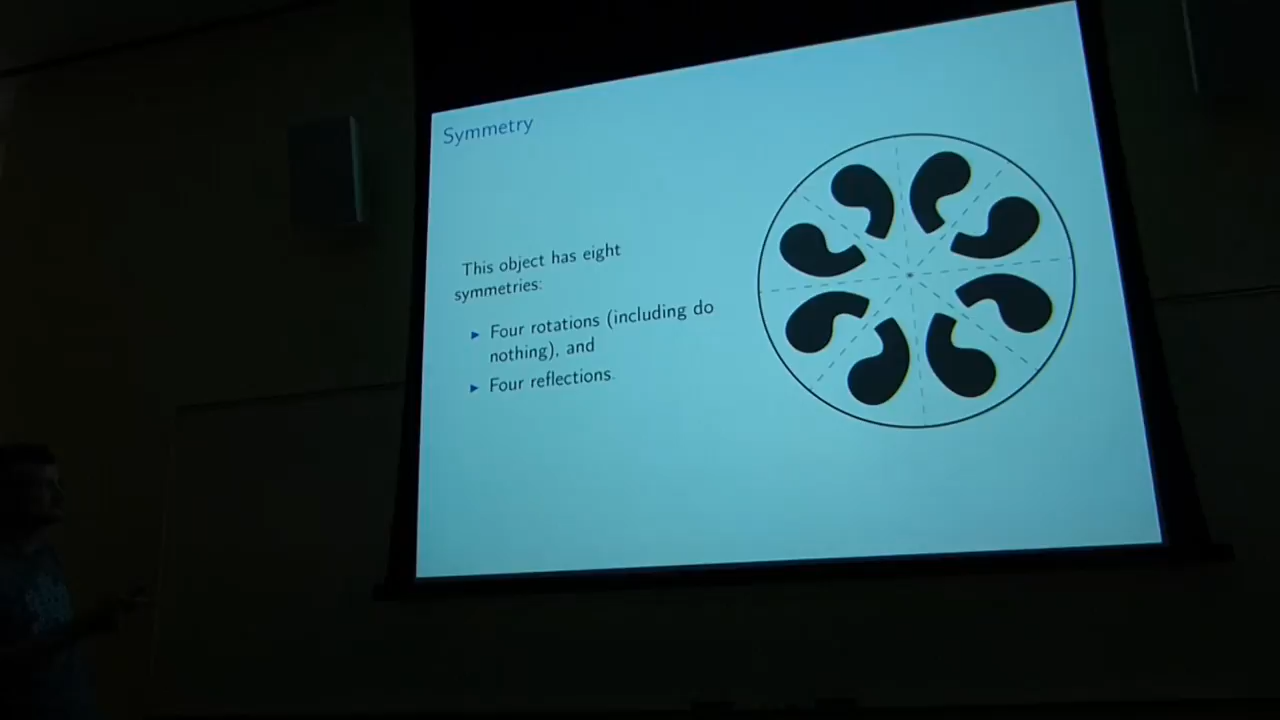 Symmetry
This object has eight
symmetries:
Four rotations (including do
nothing), and
Four reflections.